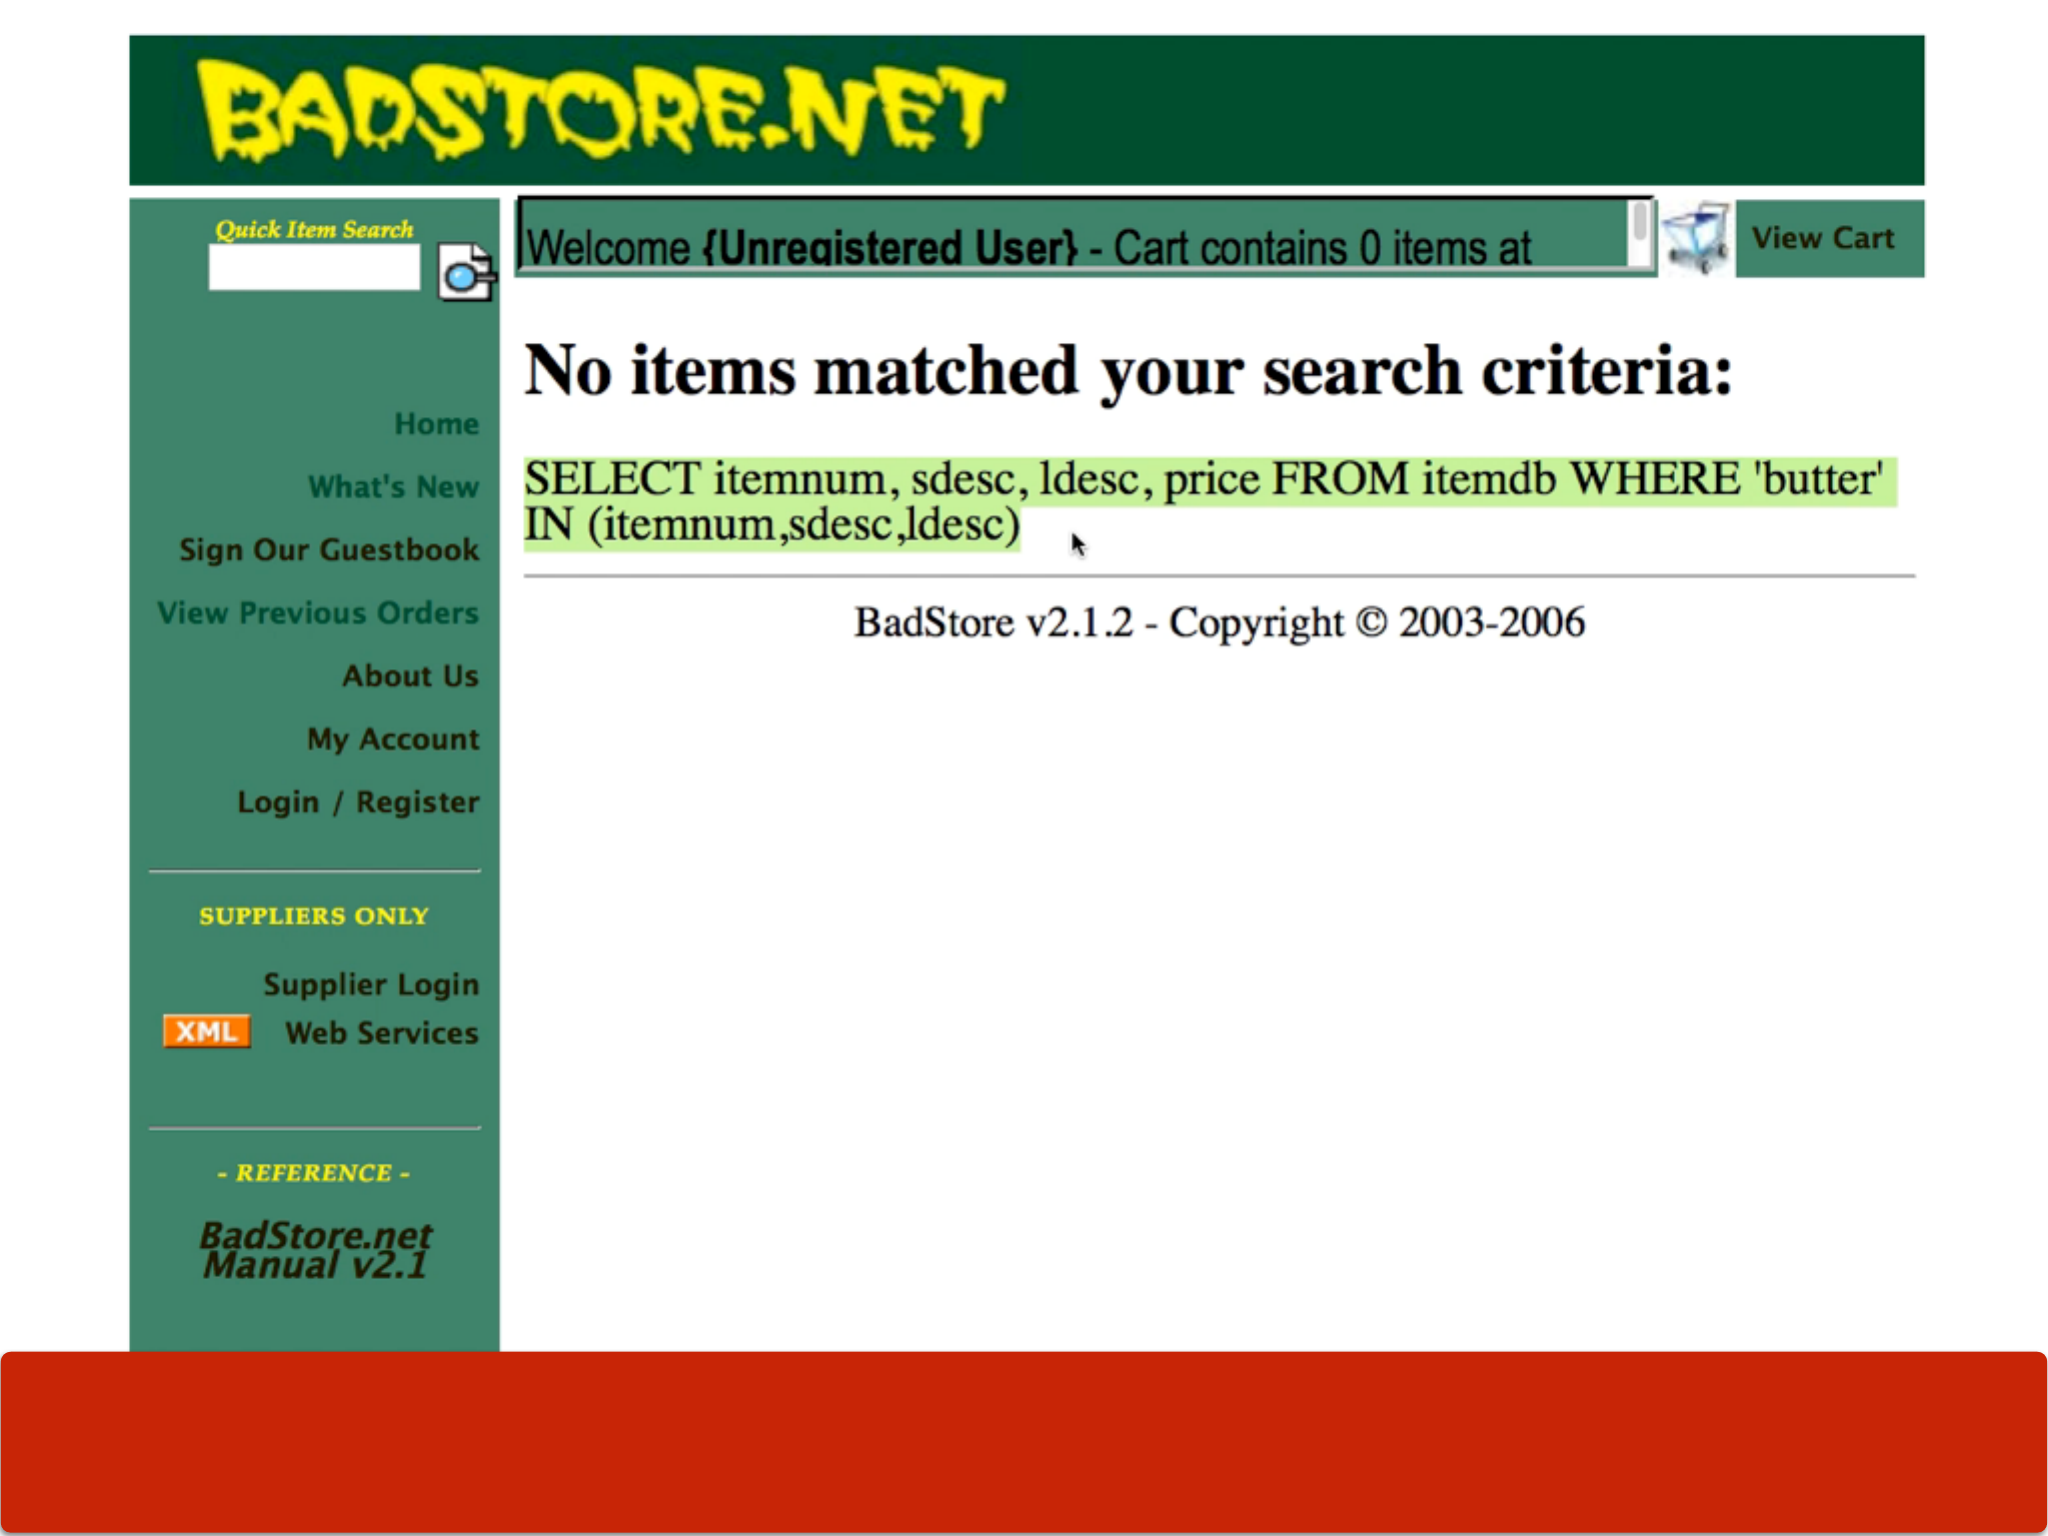 BADSTORE.NET
Quick Item Search
Welcome {Unregistered User} - Cart contains 0 items at
View Cart
No items matched your search criteria:
SELECT itemnum, sdesc, ldesc, price FROM itemdb WHERE 'butter'
IN (itemnum,sdesc,ldesc)
BadStore v2.1.2 - Copyright © 2003-2006
Home
What's New
Sign Our Guestbook
View Previous Orders
About Us
My Account
Login / Register
SUPPLIERS ONLY
Supplier Login
XML Web Services
- REFERENCE -
BadStore.net
Manual v2.1